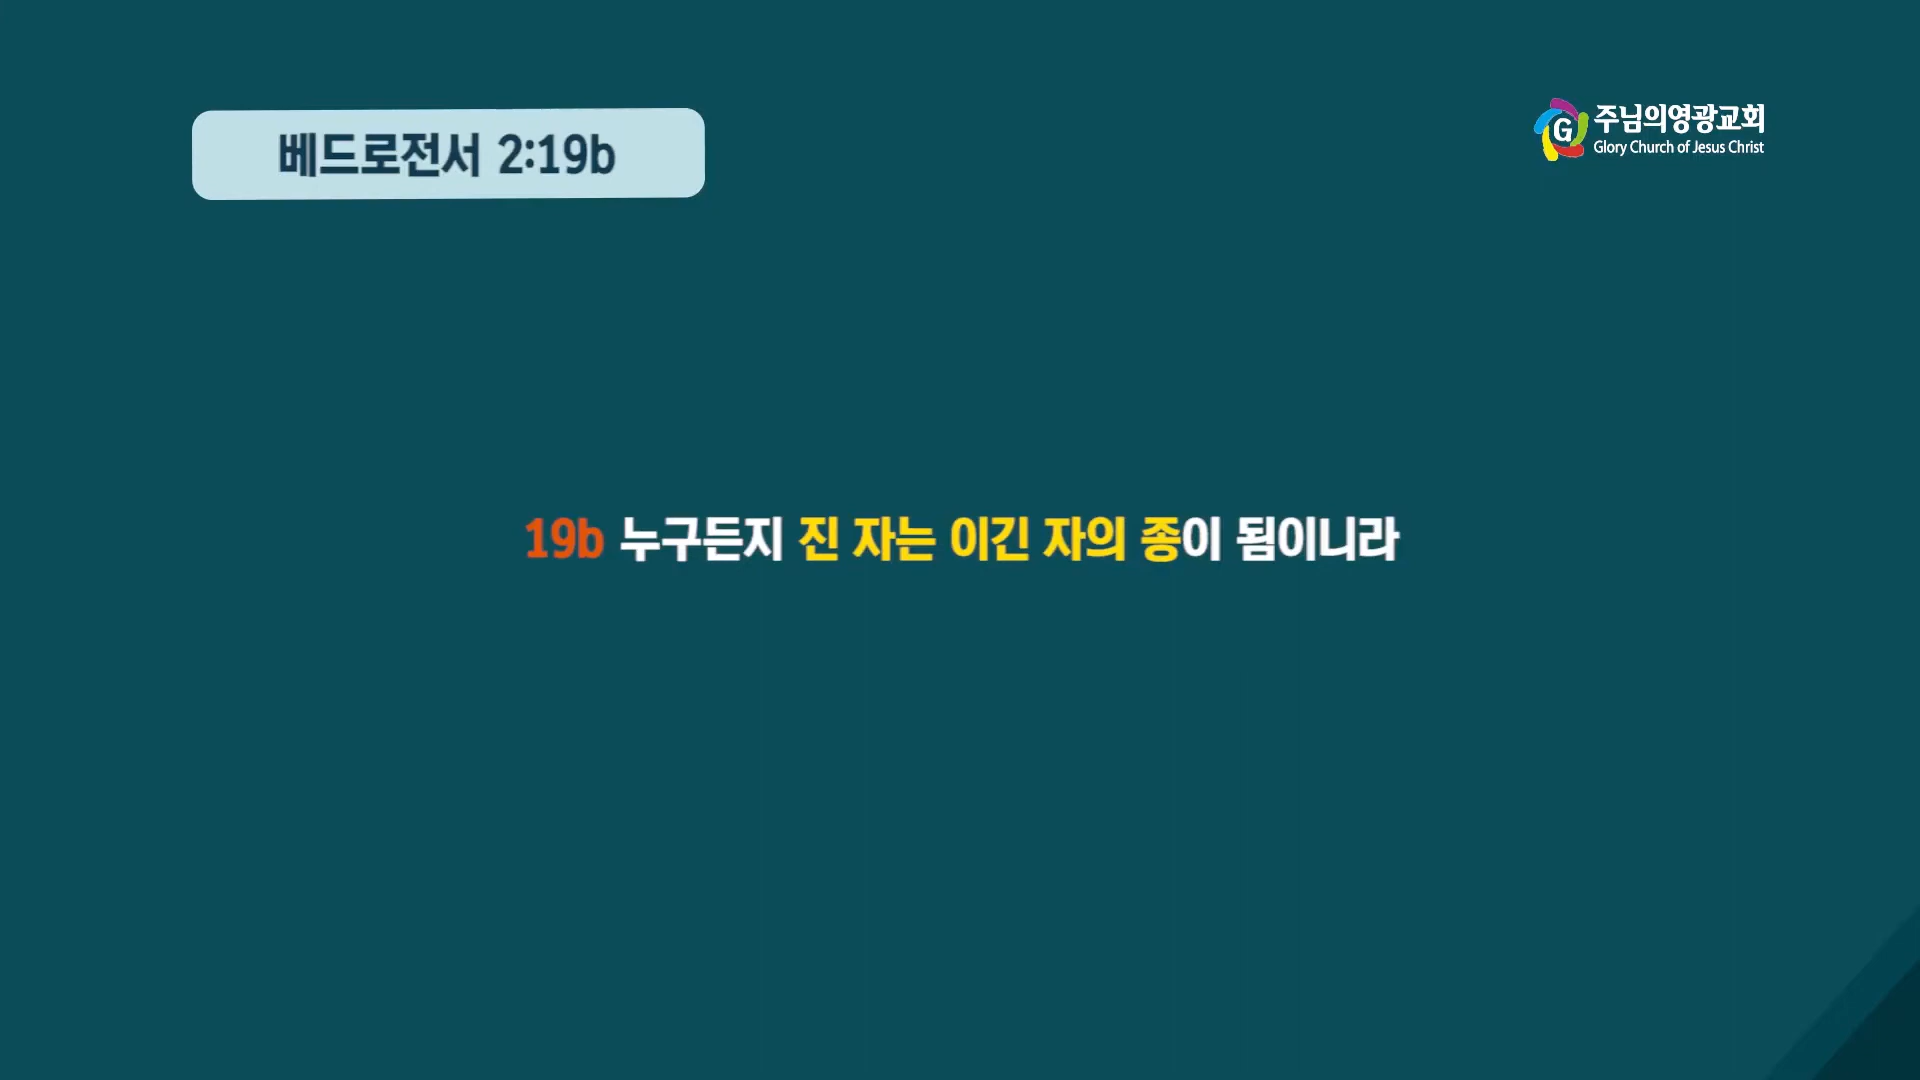 베드로전서 2:19b
G 주님의영광교회
Glory Church of Jesus Christ
19b 누구든지 진 자는 이긴 자의 종이 됨이니라